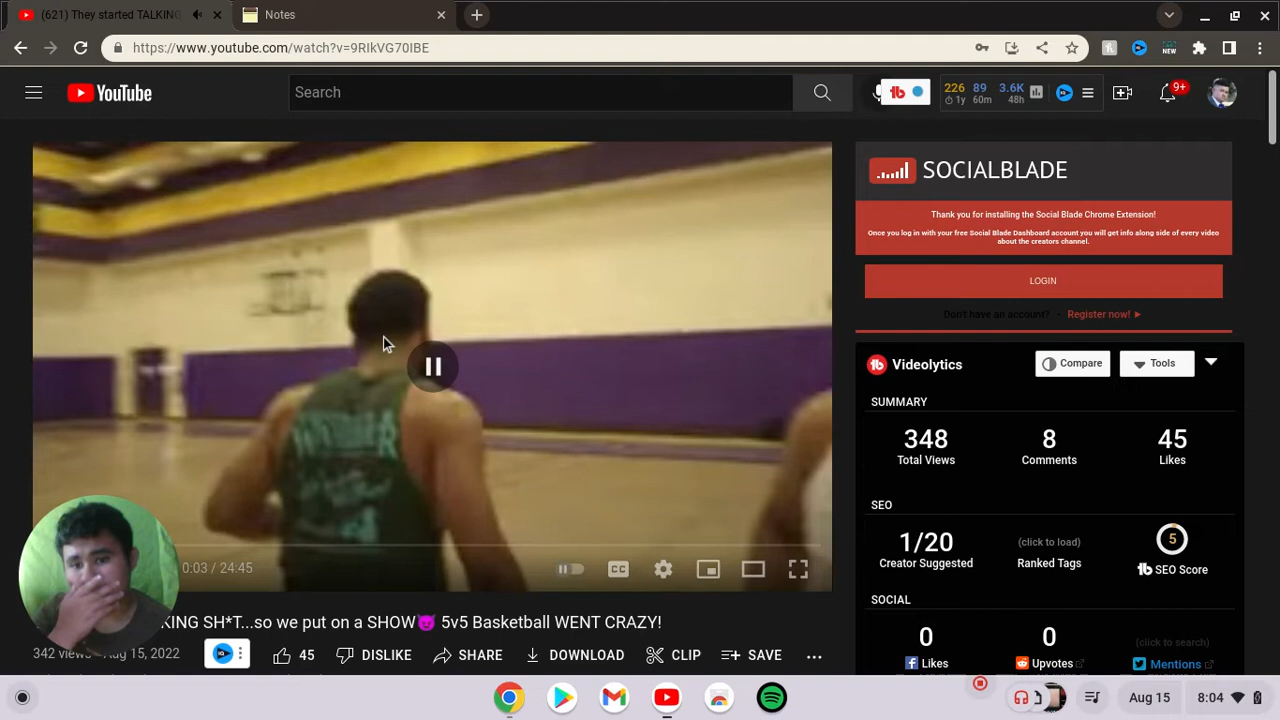 (621) They started TALKING
Notes
https://www.youtube.com/watch?v=9RIkVG70IBE
NEW
YouTube
Search
226 89 3.6K
1y 60m 48h
9+
SOCIALBLADE
Thank you for installing the Social Blade Chrome Extension!
Once you log in with your free Social Blade Dashboard account you will get info along side of every video
about the creators channel.
LOGIN
Don't have an account? - Register now! ►
Videolytics
Compare
Tools
SUMMARY
348 8 45
Total Views Comments Likes
SEO
1/20 (click to load) 5
Creator Suggested Ranked Tags tb SEO Score
SOCIAL
0 0 (click to search)
Likes Upvotes Mentions
0:03 / 24:45
CC
KING SH*T...so we put on a SHOW😈 5v5 Basketball WENT CRAZY!
342 views Aug 15, 2022
45 DISLIKE SHARE DOWNLOAD CLIP SAVE
Aug 15 8:04